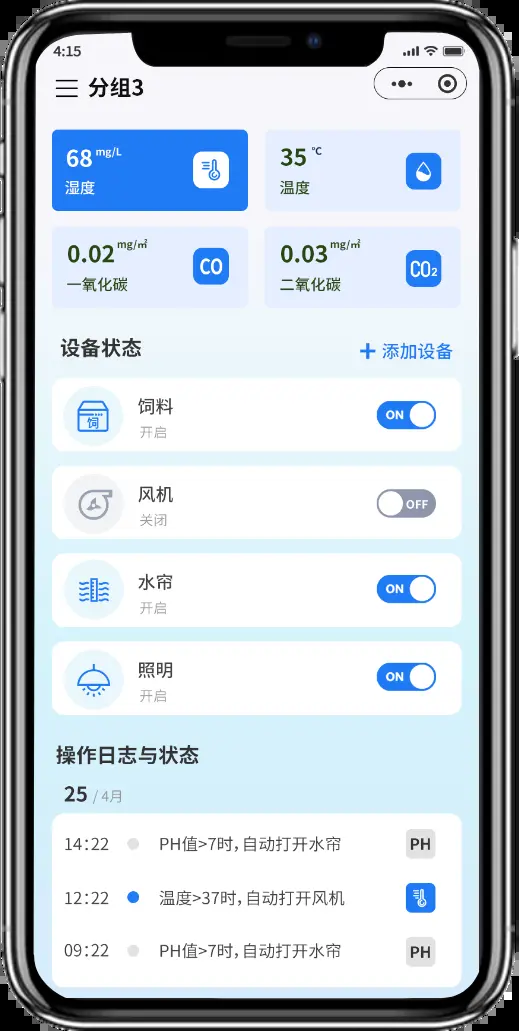 4:15
分组3
68 mg/L
湿度
35 ℃
温度
0.02 mg/㎡
一氧化碳
CO
0.03 mg/㎡
二氧化碳
CO₂
设备状态
+ 添加设备
饲
饲料
开启
ON
风机
关闭
OFF
水帘
开启
ON
照明
开启
ON
操作日志与状态
25 / 4月
14:22 PH值>7时,自动打开水帘 PH
12:22 温度>37时,自动打开风机
09:22 PH值>7时,自动打开水帘 PH